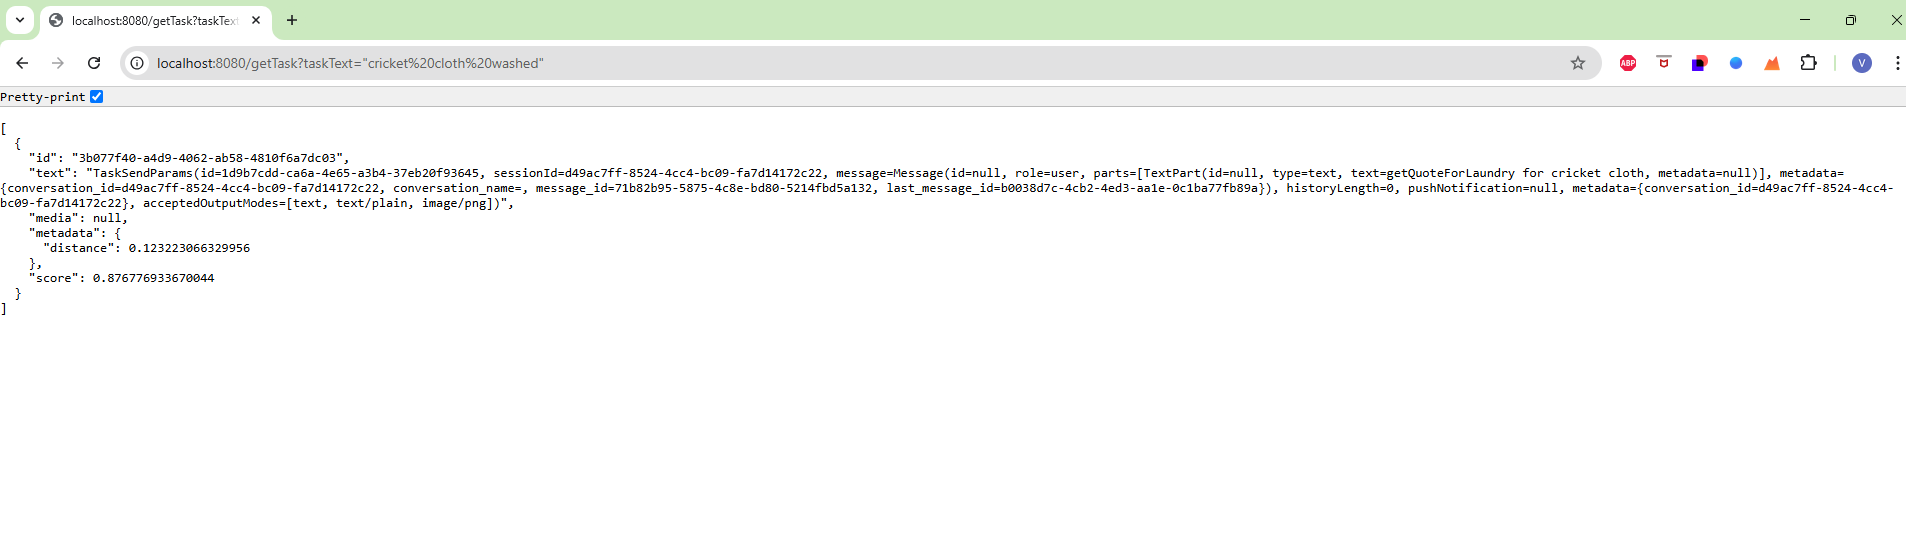 localhost:8080/getTask?taskText
localhost:8080/getTask?taskText="cricket%20cloth%20washed"
ABP
V
Pretty-print
[
  {
    "id": "3b077f40-a4d9-4062-ab58-4810f6a7dc03",
    "text": "TaskSendParams(id=1d9b7cdd-ca6a-4e65-a3b4-37eb20f93645, sessionId=d49ac7ff-8524-4cc4-bc09-fa7d14172c22, message=Message(id=null, role=user, parts=[TextPart(id=null, type=text, text=getQuoteForLaundry for cricket cloth, metadata=null)], metadata=
{conversation_id=d49ac7ff-8524-4cc4-bc09-fa7d14172c22, conversation_name=, message_id=71b82b95-5875-4c8e-bd80-5214fbd5a132, last_message_id=b0038d7c-4cb2-4ed3-aa1e-0c1ba77fb89a}), historyLength=0, pushNotification=null, metadata={conversation_id=d49ac7ff-8524-4cc4-
bc09-fa7d14172c22}, acceptedOutputModes=[text, text/plain, image/png])",
    "media": null,
    "metadata": {
      "distance": 0.123223066329956
    },
    "score": 0.876776933670044
  }
]